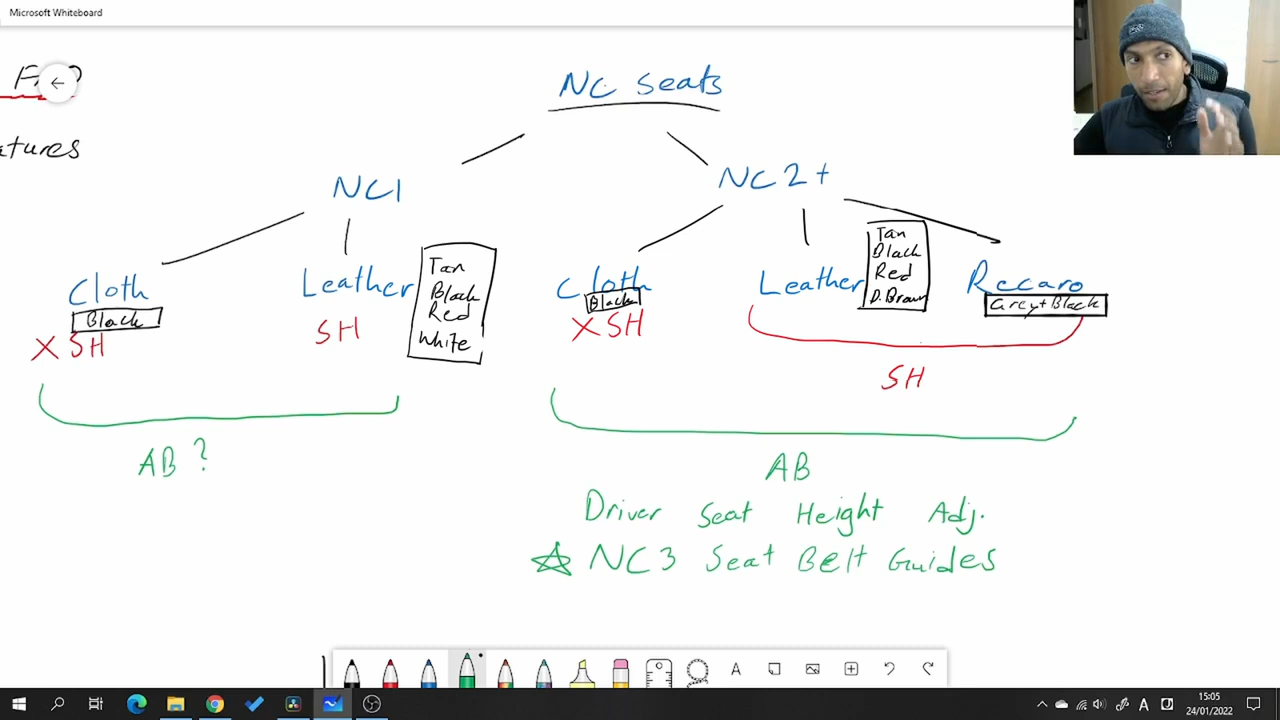 Microsoft Whiteboard
NC Seats
atures
NC1
NC2+
Cloth
Black
X SH
Leather
SH
Tan
Black
Red
White
Cloth
Black
X SH
Leather
Tan
Black
Red
D.Brown
Recaro
Grey+Black
SH
AB?
AB
Driver Seat Height Adj.
☆ NC3 Seat Belt Guides
A
A
15:05
24/01/2022